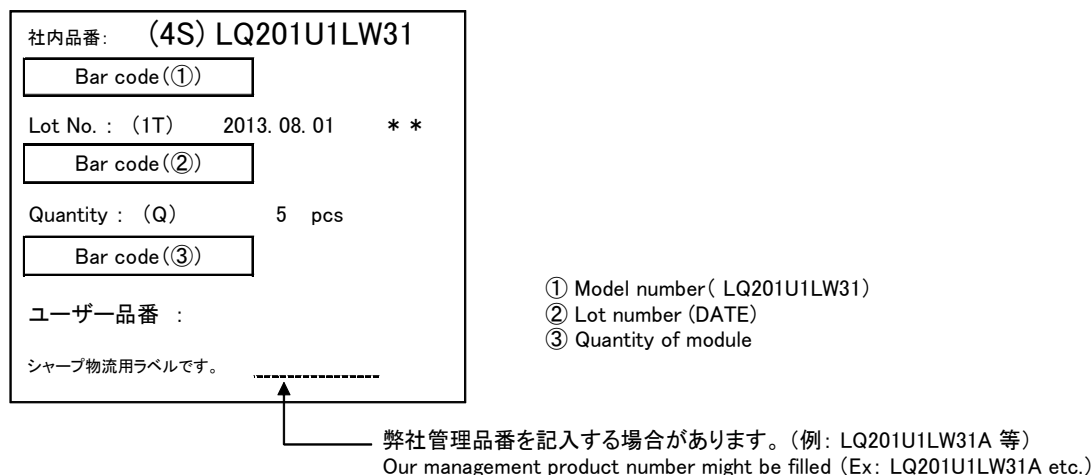 社内品番: (4S) LQ201U1LW31
Bar code(①)
Lot No. : (1T) 2013. 08. 01 * *
Bar code(②)
Quantity : (Q) 5 pcs
Bar code(③)
ユーザー品番 :
シャープ物流用ラベルです。
① Model number( LQ201U1LW31)
② Lot number (DATE)
③ Quantity of module
弊社管理品番を記入する場合があります。(例: LQ201U1LW31A 等)
Our management product number might be filled (Ex: LQ201U1LW31A etc.)